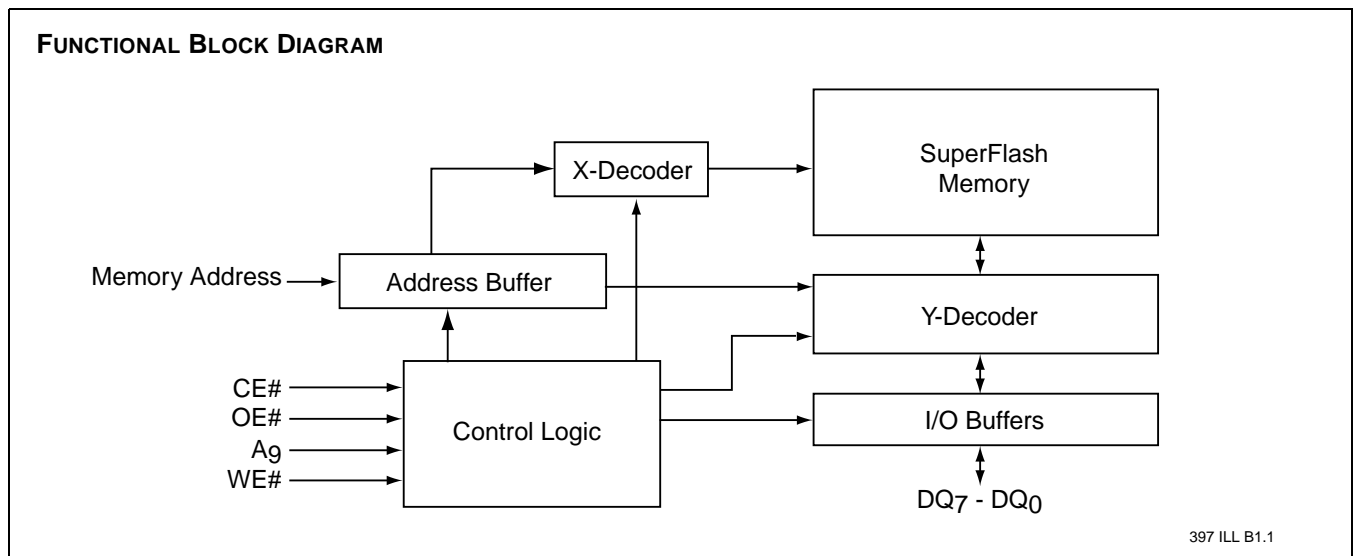 FUNCTIONAL BLOCK DIAGRAM
SuperFlash
Memory
X-Decoder
Memory Address
Address Buffer
Y-Decoder
CE#
OE#
A9
WE#
Control Logic
I/O Buffers
DQ7 - DQ0
397 ILL B1.1